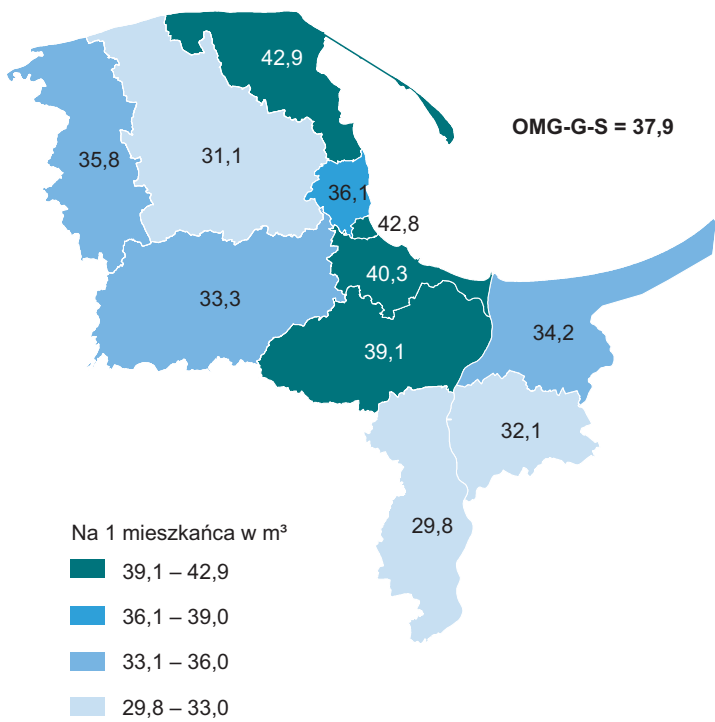 42,9
OMG-G-S = 37,9
35,8
31,1
36,1
42,8
40,3
33,3
34,2
39,1
32,1
29,8
Na 1 mieszkańca w m³
39,1 – 42,9
36,1 – 39,0
33,1 – 36,0
29,8 – 33,0